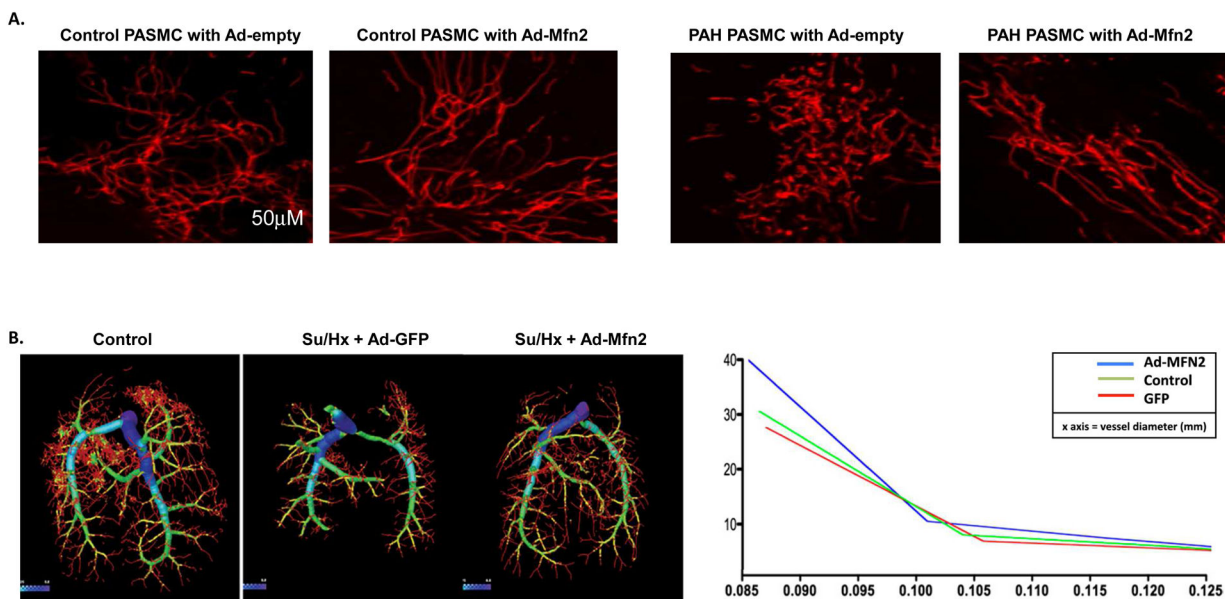 A.
Control PASMC with Ad-empty
Control PASMC with Ad-Mfn2
PAH PASMC with Ad-empty
PAH PASMC with Ad-Mfn2
50μM
B.
Control
Su/Hx + Ad-GFP
Su/Hx + Ad-Mfn2
40
30
20
10
Ad-MFN2
Control
GFP
x axis = vessel diameter (mm)
0.085 0.090 0.095 0.100 0.105 0.110 0.115 0.120 0.125